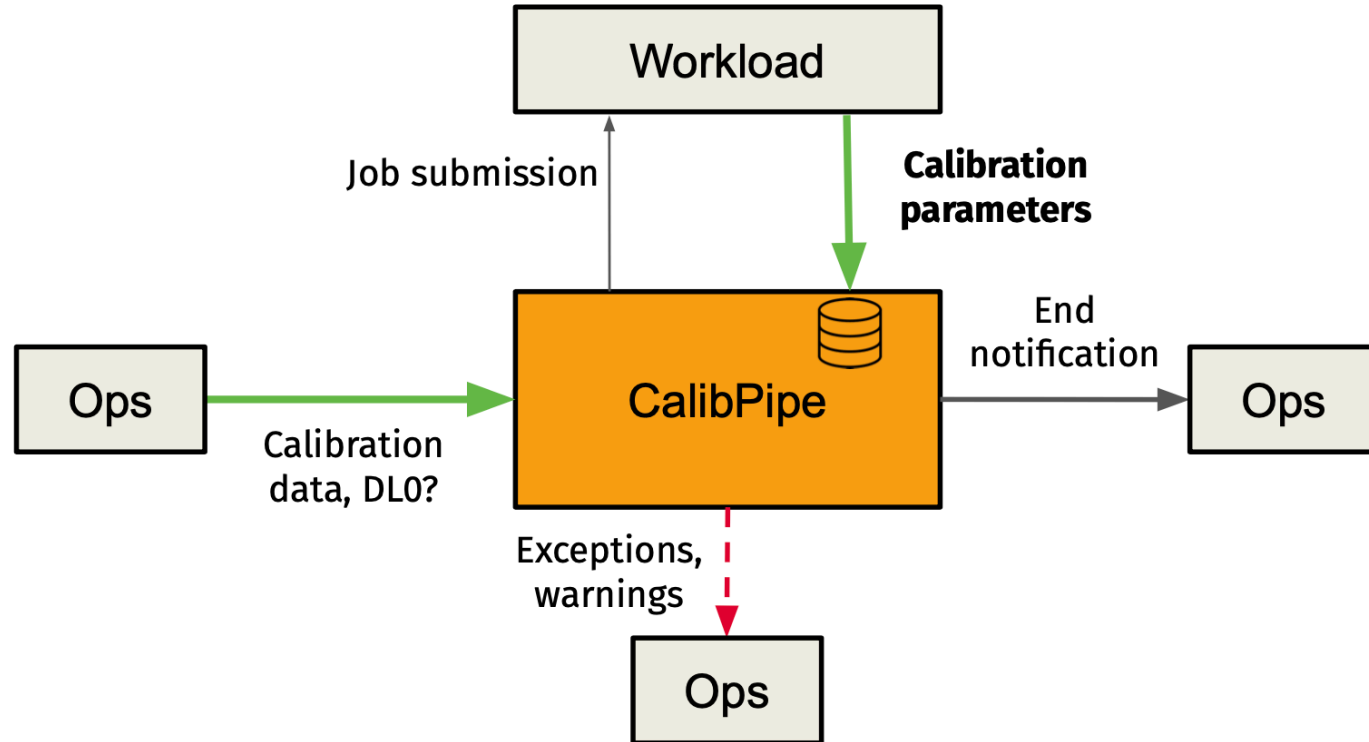 Workload
Job submission
Calibration
parameters
End
notification
Ops
CalibPipe
Ops
Calibration
data, DL0?
Exceptions,
warnings
Ops